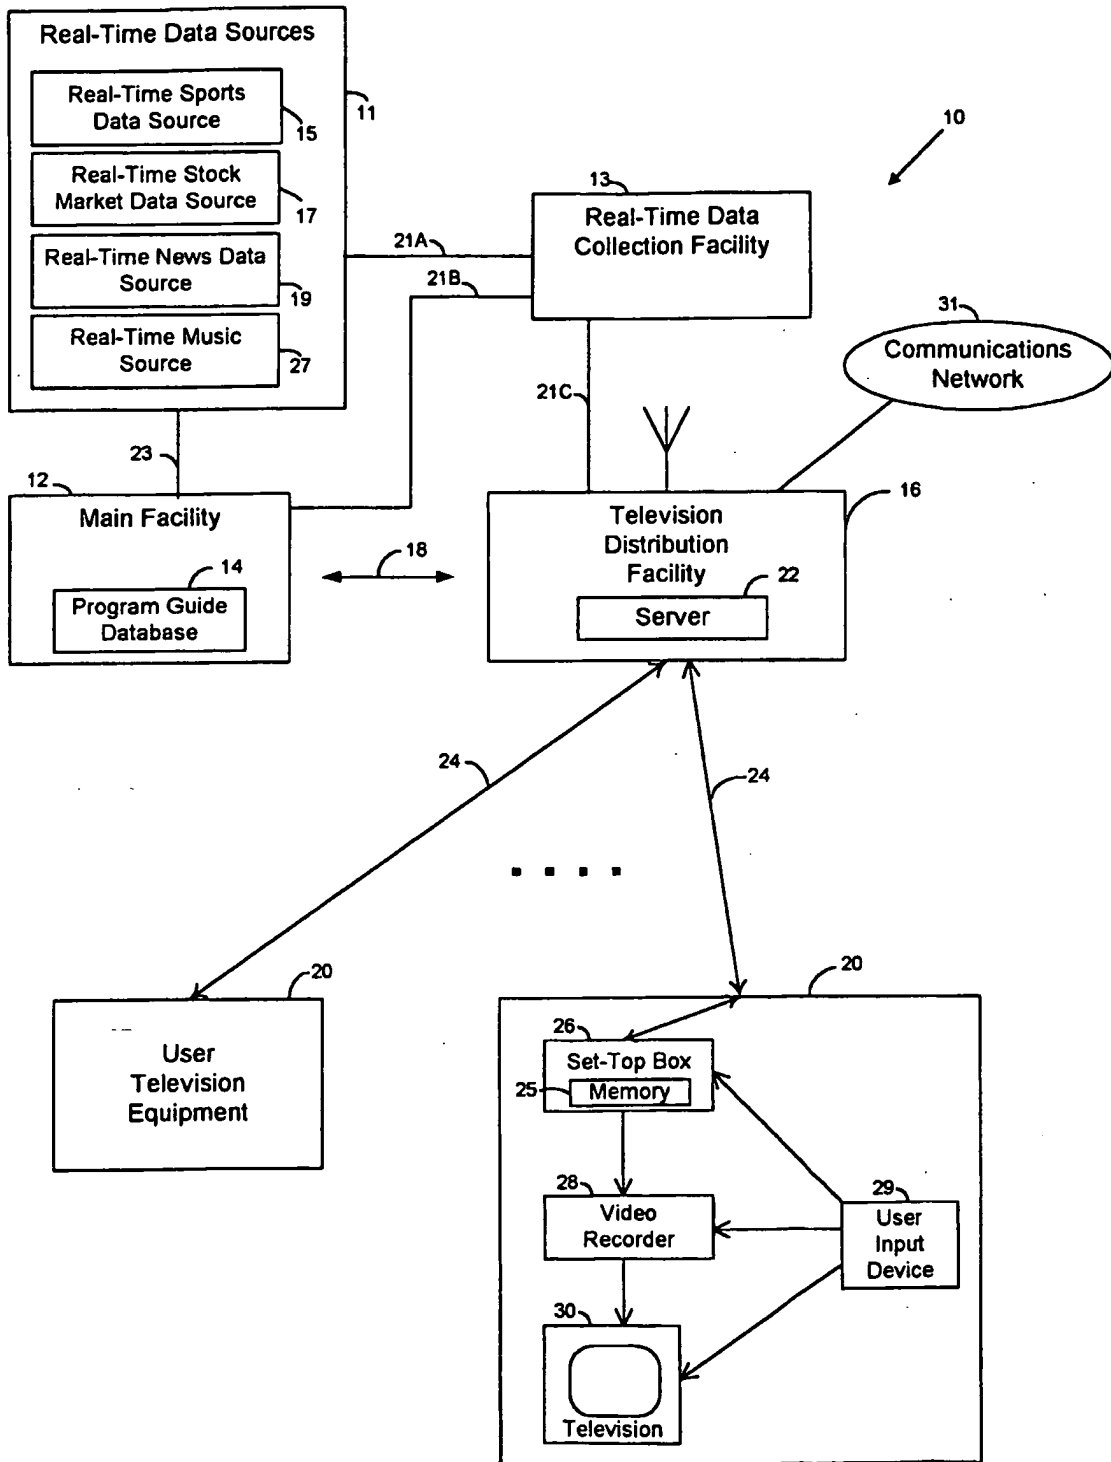 Real-Time Data Sources
Real-Time Sports
Data Source
15
11
Real-Time Stock
Market Data Source
17
Real-Time News Data
Source
19
Real-Time Music
Source
27
10
13
Real-Time Data
Collection Facility
21A
21B
21C
31
Communications
Network
23
12
Main Facility
14
Program Guide
Database
18
16
Television
Distribution
Facility
22
Server
24
24
20
User
Television
Equipment
20
26
Set-Top Box
25
Memory
28
Video
Recorder
29
User
Input
Device
30
Television